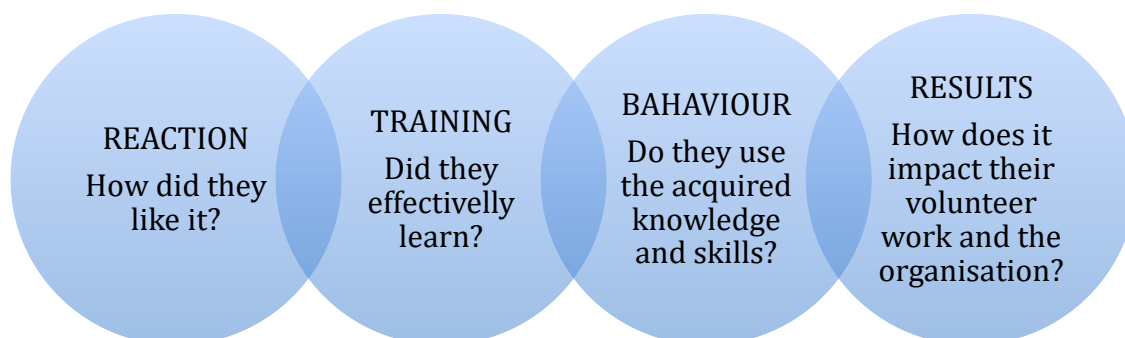 REACTION
How did they
like it?
TRAINING
Did they
effectivelly
learn?
BAHAVIOUR
Do they use
the acquired
knowledge
and skills?
RESULTS
How does it
impact their
volunteer
work and the
organisation?